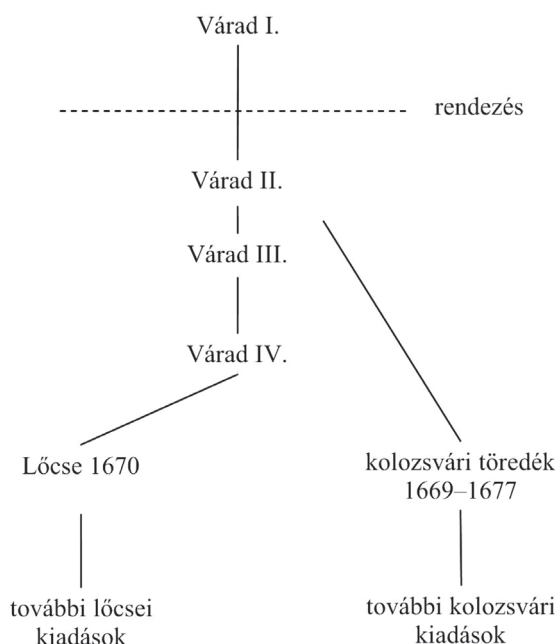 Várad I.
rendezés
Várad II.
Várad III.
Várad IV.
Lőcse 1670
kolozsvári töredék
1669–1677
további lőcsei
kiadások
további kolozsvári
kiadások